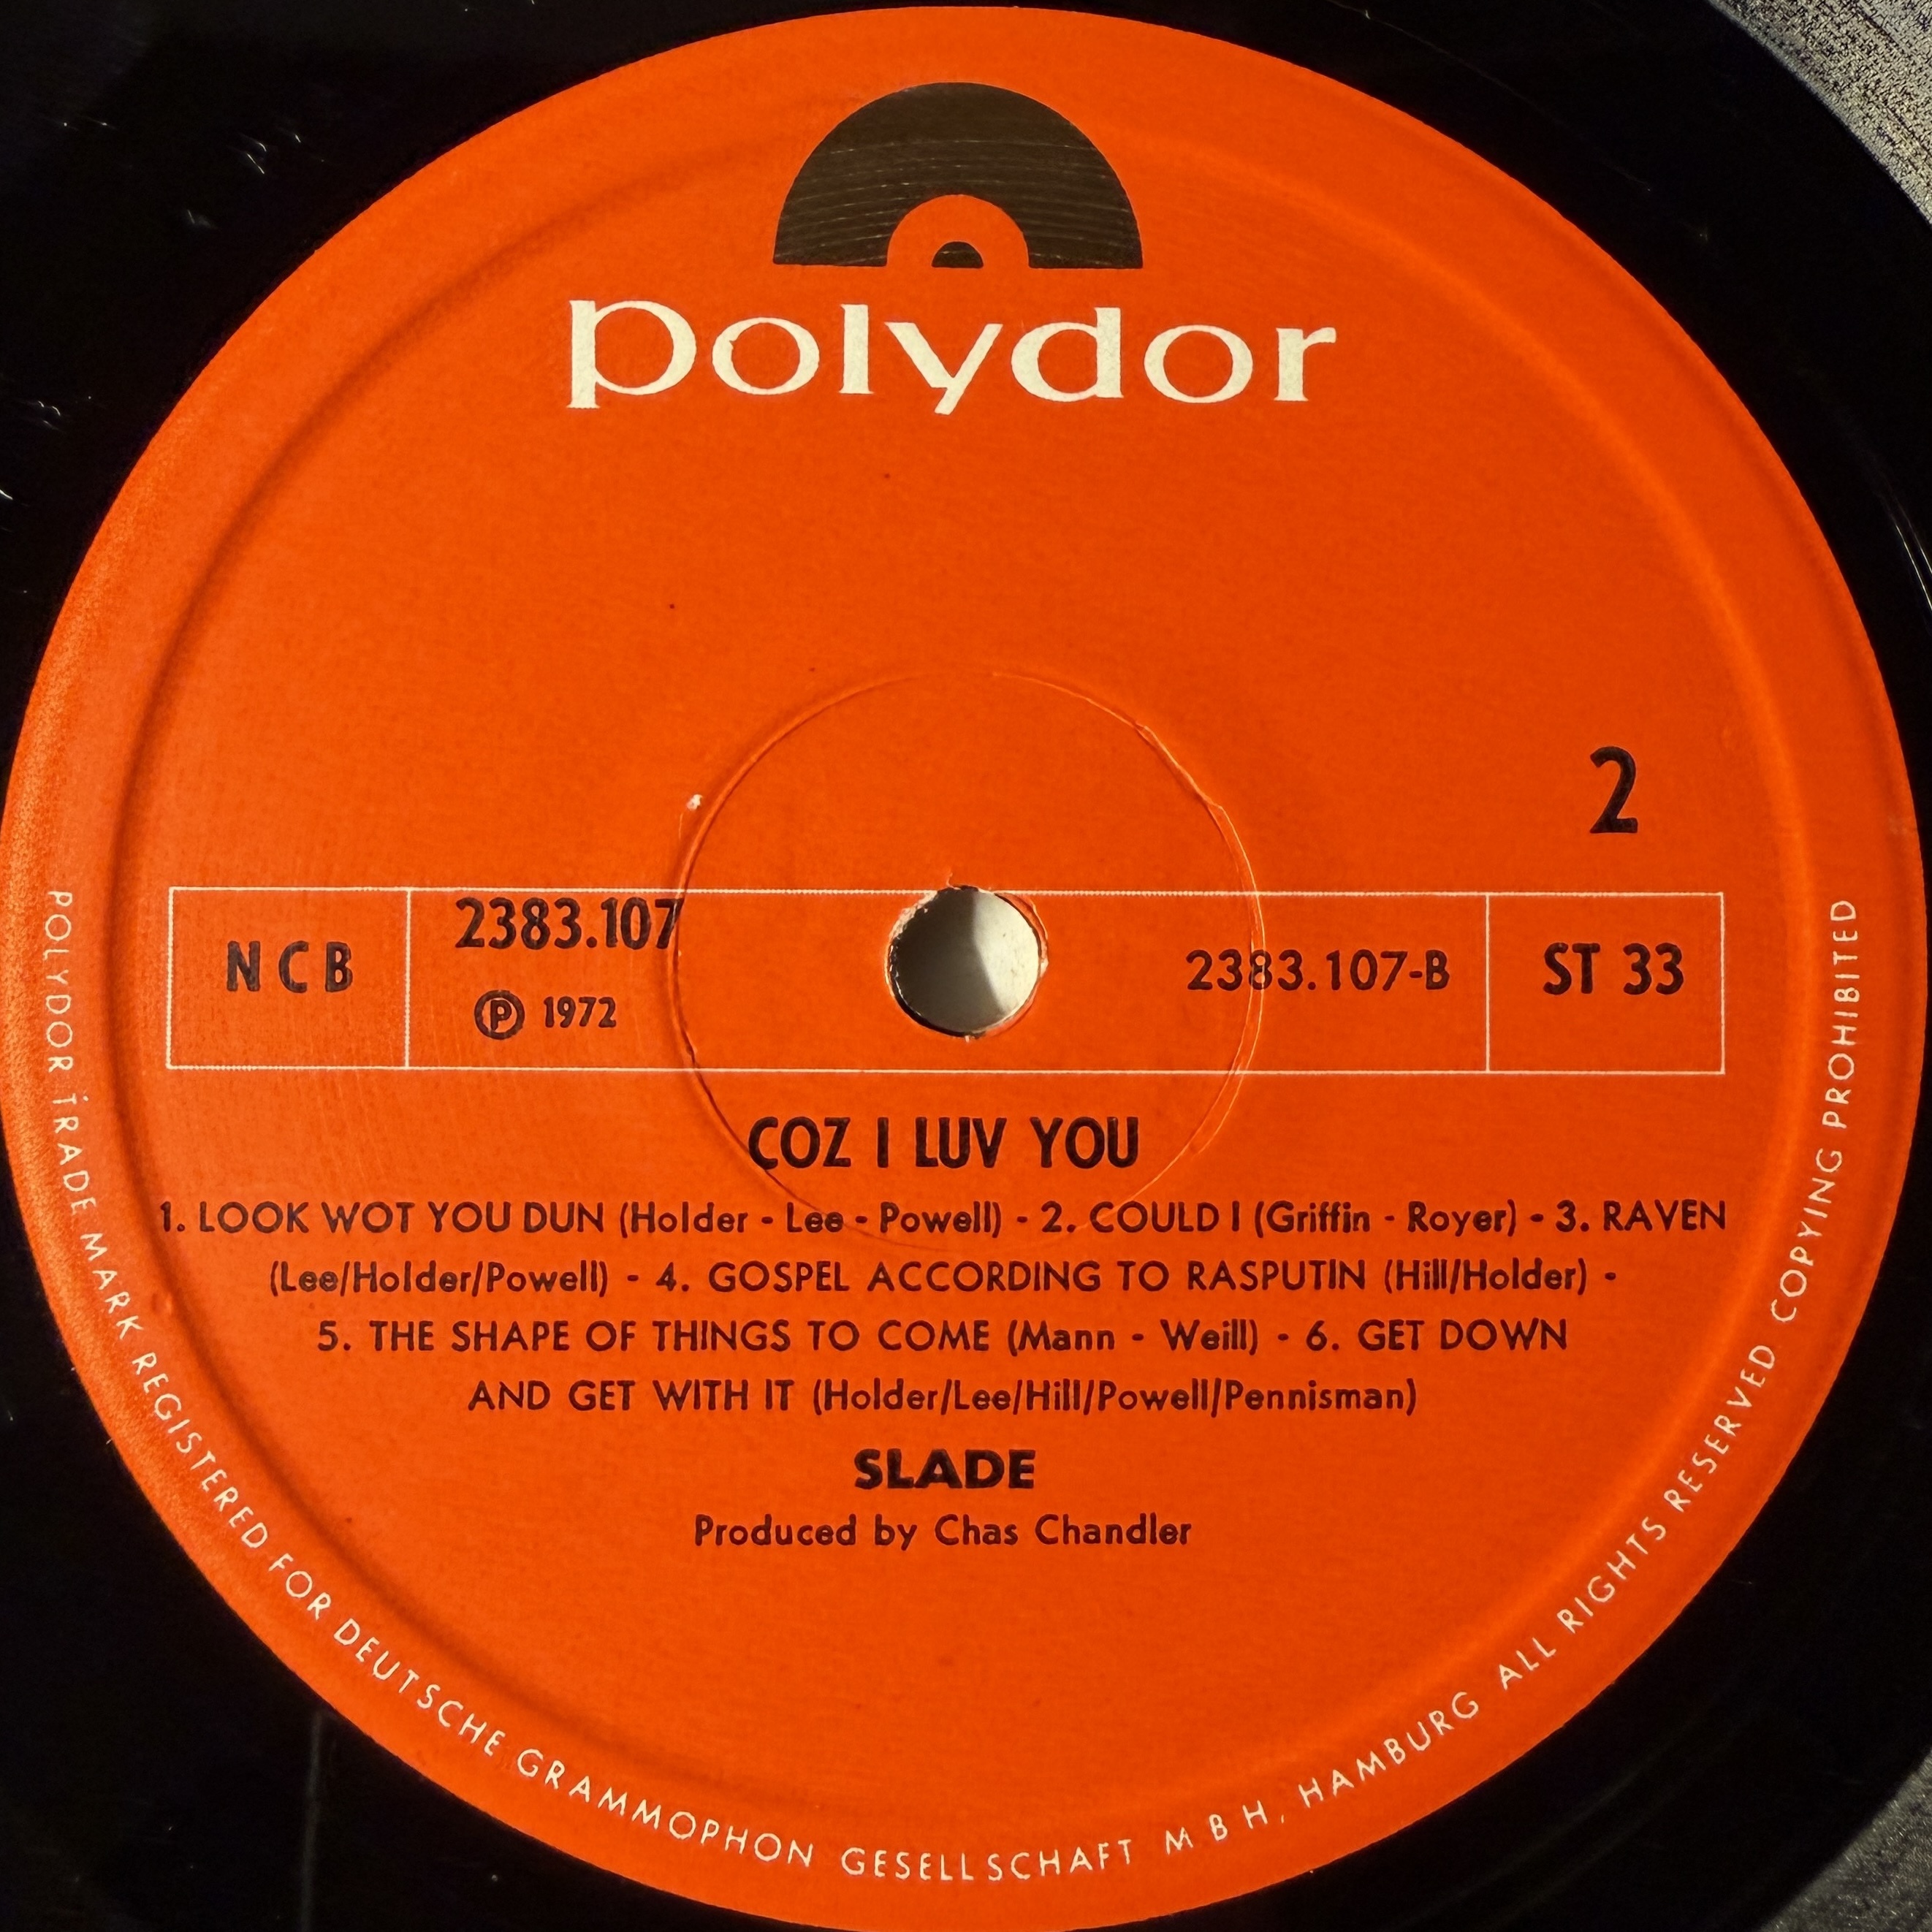 polydor
2
NCB
2383.107
Ⓟ 1972
2383.107-B
ST 33
COZ I LUV YOU
1. LOOK WOT YOU DUN (Holder - Lee - Powell) - 2. COULD I (Griffin - Royer) - 3. RAVEN
(Lee/Holder/Powell) - 4. GOSPEL ACCORDING TO RASPUTIN (Hill/Holder) -
5. THE SHAPE OF THINGS TO COME (Mann - Weill) - 6. GET DOWN
AND GET WITH IT (Holder/Lee/Hill/Powell/Pennisman)
SLADE
Produced by Chas Chandler
POLYDOR TRADE MARK REGISTERED FOR DEUTSCHE GRAMMOPHON GESELLSCHAFT MBH, HAMBURG ALL RIGHTS RESERVED COPYING PROHIBITED